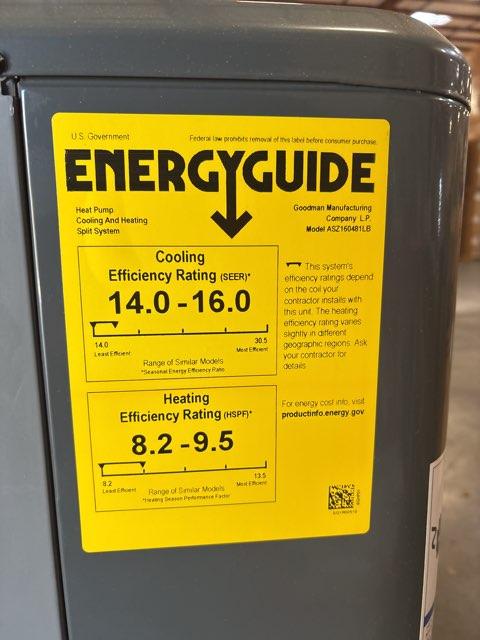 U.S. Government
Federal law prohibits removal of this label before consumer purchase.
ENERGYGUIDE
Heat Pump
Cooling And Heating
Split System
Goodman Manufacturing
Company L.P.
Model ASZ160481LB
Cooling
Efficiency Rating (SEER)*
14.0 - 16.0
14.0
Least Efficient
30.5
Most Efficient
Range of Similar Models
*Seasonal Energy Efficiency Ratio
This system's
efficiency ratings depend
on the coil your
contractor installs with
this unit. The heating
efficiency rating varies
slightly in different
geographic regions. Ask
your contractor for
details.
Heating
Efficiency Rating (HSPF)*
8.2 - 9.5
8.2
Least Efficient
13.5
Most Efficient
Range of Similar Models
*Heating Season Performance Factor
For energy cost info, visit
productinfo.energy.gov